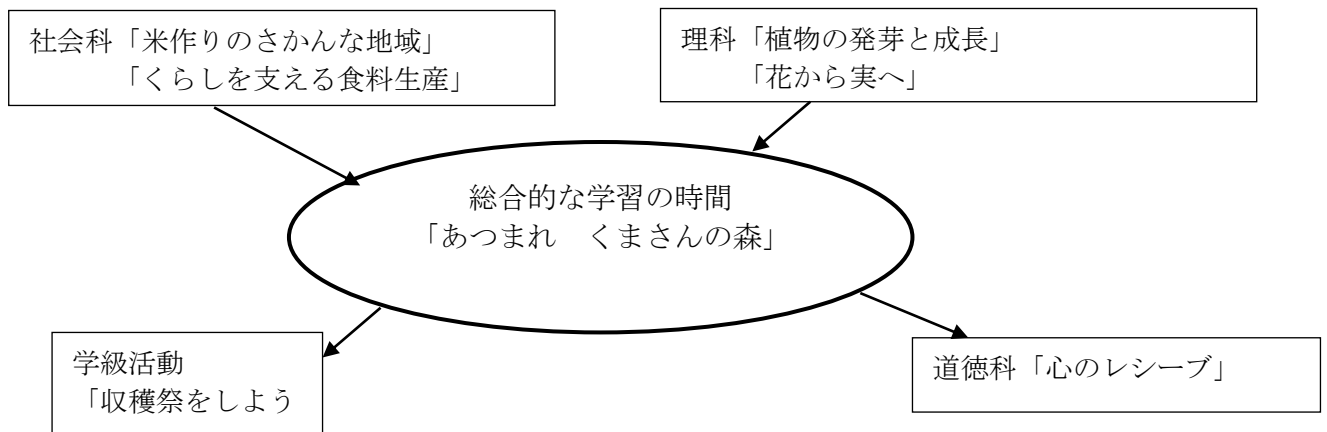 社会科「米作りのさかんな地域」
「くらしを支える食料生産」
理科「植物の発芽と成長」
「花から実へ」
総合的な学習の時間
「あつまれ　くまさんの森」
学級活動
「収穫祭をしよう
道徳科「心のレシーブ」